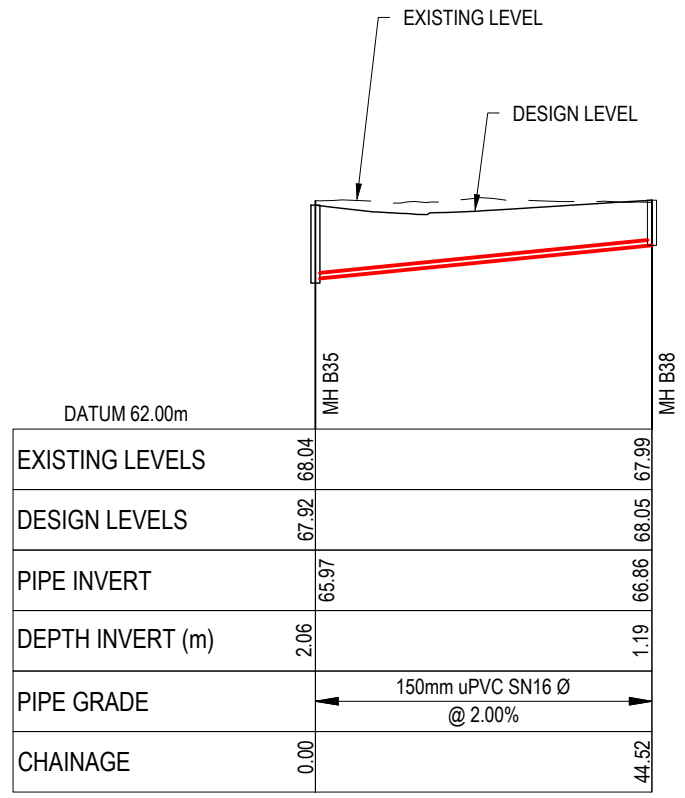 EXISTING LEVEL
DESIGN LEVEL
MH B35
MH B38
DATUM 62.00m
EXISTING LEVELS 68.04 67.99
DESIGN LEVELS 67.92 68.05
PIPE INVERT 65.97 66.86
DEPTH INVERT (m) 2.06 1.19
PIPE GRADE 150mm uPVC SN16 Ø
@ 2.00%
CHAINAGE 0.00 44.52